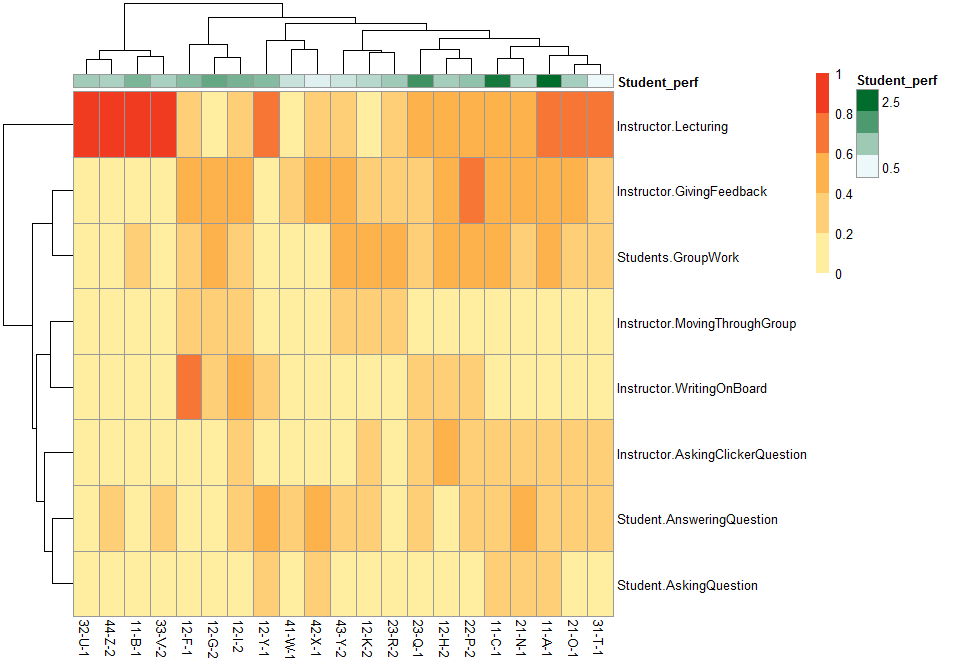 Student_perf
Instructor.Lecturing
Instructor.GivingFeedback
Students.GroupWork
Instructor.MovingThroughGroup
Instructor.WritingOnBoard
Instructor.AskingClickerQuestion
Student.AnsweringQuestion
Student.AskingQuestion
32-U-1
44-Z-2
11-B-1
33-V-2
12-F-1
12-G-2
12-I-2
12-Y-1
41-W-1
42-X-1
43-Y-2
12-K-2
23-R-2
23-Q-1
12-H-2
22-P-2
11-C-1
21-N-1
11-A-1
21-O-1
31-T-1
1
0.8
0.6
0.4
0.2
0
Student_perf
2.5
0.5